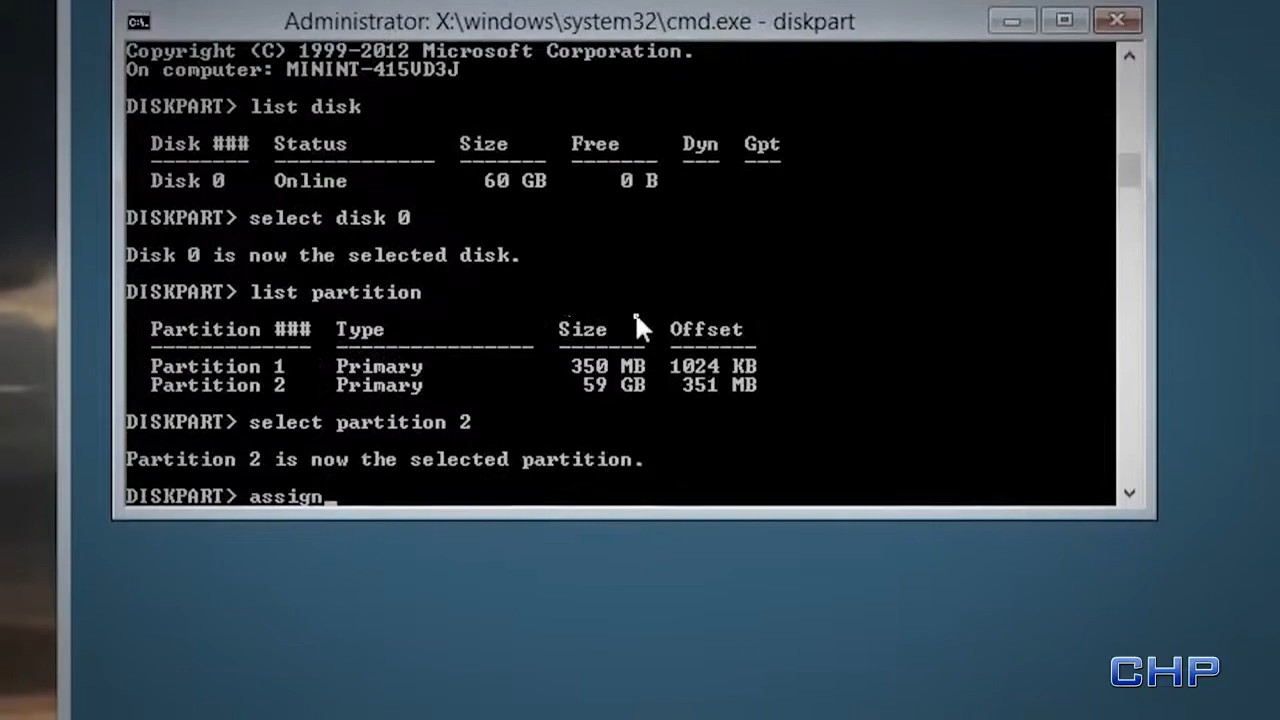 Administrator: X:\windows\system32\cmd.exe - diskpart
Copyright (C) 1999-2012 Microsoft Corporation.
On computer: MININT-415VD3J
DISKPART> list disk
Disk ### Status Size Free Dyn Gpt
Disk 0 Online 60 GB 0 B
DISKPART> select disk 0
Disk 0 is now the selected disk.
DISKPART> list partition
Partition ### Type Size Offset
Partition 1 Primary 350 MB 1024 KB
Partition 2 Primary 59 GB 351 MB
DISKPART> select partition 2
Partition 2 is now the selected partition.
DISKPART> assign_
CHP